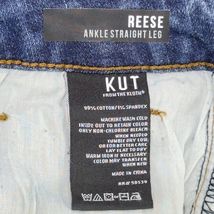 REESE
ANKLE STRAIGHT LEG
KUT
FROM THE KLOTH®
99% COTTON/1% SPANDEX
MACHINE WASH COLD
INSIDE OUT TO RETAIN COLOR
ONLY NON-CHLORINE BLEACH
WHEN NEEDED
TUMBLE DRY LOW
OR FOR BETTER CARE
LAY FLAT TO DRY
WARM IRON IF NECESSARY
COLOR MAY TRANSFER
WHEN NEW
MADE IN CHINA